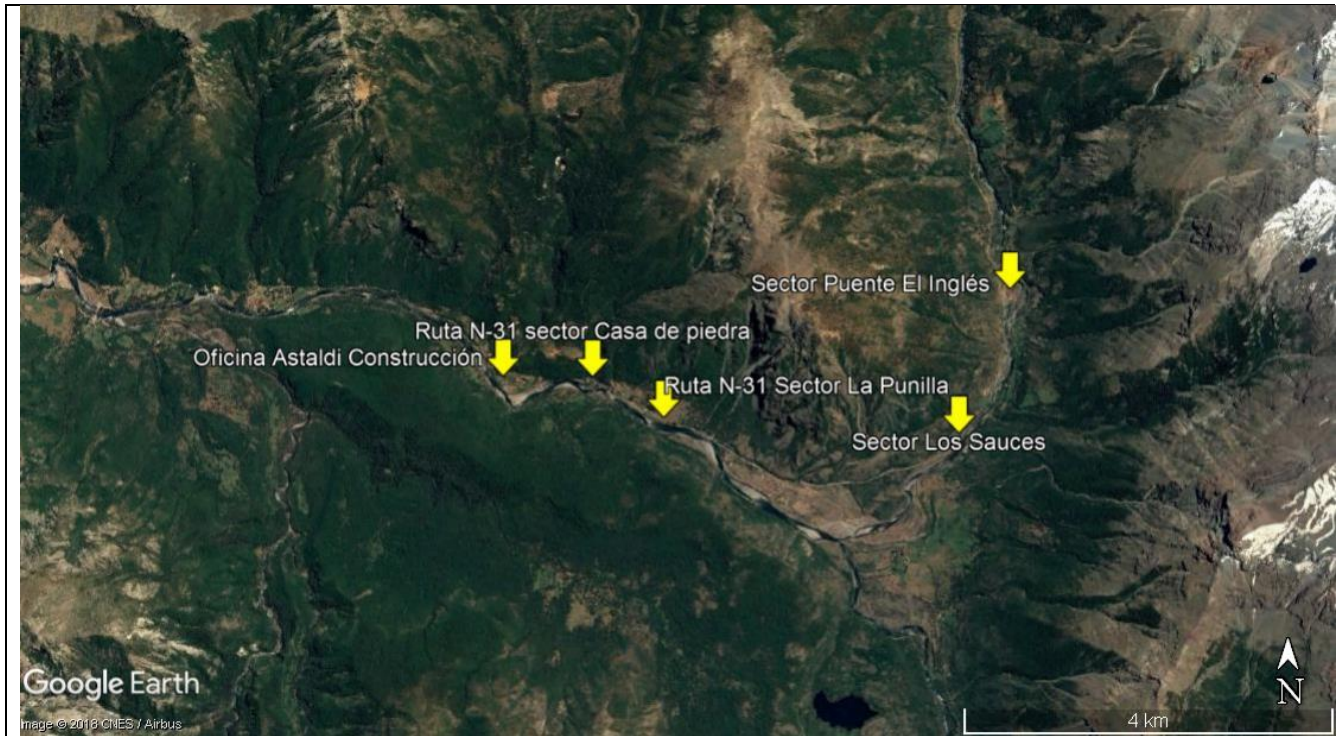 Sector Puente El Inglés
Ruta N-31 sector Casa de piedra
Oficina Astaldi Construcción
Ruta N-31 Sector La Punilla
Sector Los Sauces
N
Google Earth
4 km
mage © 2018 CNES / Airbus